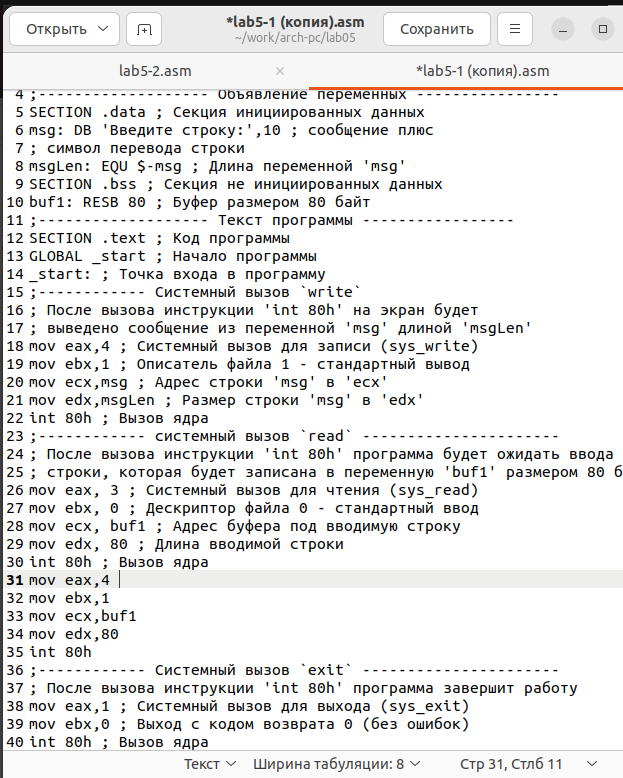 Открыть
*lab5-1 (копия).asm
~/work/arch-pc/lab05
Сохранить
lab5-2.asm
*lab5-1 (копия).asm
4 ;------------------- Объявление переменных ----------------
5 SECTION .data ; Секция инициированных данных
6 msg: DB 'Введите строку:',10 ; сообщение плюс
7 ; символ перевода строки
8 msgLen: EQU $-msg ; Длина переменной 'msg'
9 SECTION .bss ; Секция не инициированных данных
10 buf1: RESB 80 ; Буфер размером 80 байт
11 ;------------------- Текст программы -----------------
12 SECTION .text ; Код программы
13 GLOBAL _start ; Начало программы
14 _start: ; Точка входа в программу
15 ;------------ Системный вызов `write`
16 ; После вызова инструкции 'int 80h' на экран будет
17 ; выведено сообщение из переменной 'msg' длиной 'msgLen'
18 mov eax,4 ; Системный вызов для записи (sys_write)
19 mov ebx,1 ; Описатель файла 1 - стандартный вывод
20 mov ecx,msg ; Адрес строки 'msg' в 'ecx'
21 mov edx,msgLen ; Размер строки 'msg' в 'edx'
22 int 80h ; Вызов ядра
23 ;------------ системный вызов `read` ----------------------
24 ; После вызова инструкции 'int 80h' программа будет ожидать ввода
25 ; строки, которая будет записана в переменную 'buf1' размером 80 б
26 mov eax, 3 ; Системный вызов для чтения (sys_read)
27 mov ebx, 0 ; Дескриптор файла 0 - стандартный ввод
28 mov ecx, buf1 ; Адрес буфера под вводимую строку
29 mov edx, 80 ; Длина вводимой строки
30 int 80h ; Вызов ядра
31 mov eax,4
32 mov ebx,1
33 mov ecx,buf1
34 mov edx,80
35 int 80h
36 ;------------ Системный вызов `exit` ----------------------
37 ; После вызова инструкции 'int 80h' программа завершит работу
38 mov eax,1 ; Системный вызов для выхода (sys_exit)
39 mov ebx,0 ; Выход с кодом возврата 0 (без ошибок)
40 int 80h ; Вызов ядра
Текст
Ширина табуляции: 8
Стр 31, Стлб 11